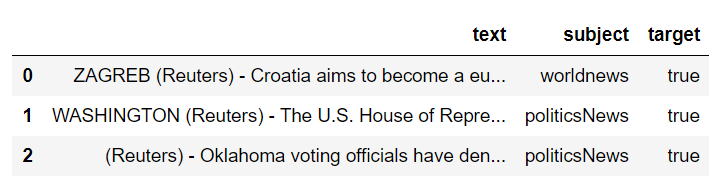 text subject target
0 ZAGREB (Reuters) - Croatia aims to become a eu... worldnews true
1 WASHINGTON (Reuters) - The U.S. House of Repre... politicsNews true
2 (Reuters) - Oklahoma voting officials have den... politicsNews true